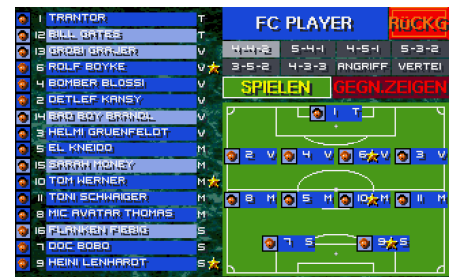 1 TRANTOR T
12 BILL GATES T
13 GROBI GRAJER V
6 ROLF BOYKE V
4 BOMBER BLOSSI V
2 DETLEF KANSY V
14 BAD BOY BRANDL V
3 HELMI GRUENFELDT V
5 EL KNEIDO M
15 SARAH MONEY M
10 TOM WERNER M
11 TONI SCHWAIGER M
8 MIC AVATAR THOMAS M
16 FLANKEN FIEBIG S
7 DOC BOBO S
9 HEINI LENHARDT S
FC PLAYER RÜCKG
4-4-2 5-4-1 4-5-1 5-3-2
3-5-2 4-3-3 ANGRIFF VERTEI
SPIELEN GEGN.ZEIGEN
1 T
2 V 4 V 6 V 3 V
8 M 5 M 10 M 11 M
7 S 9 S